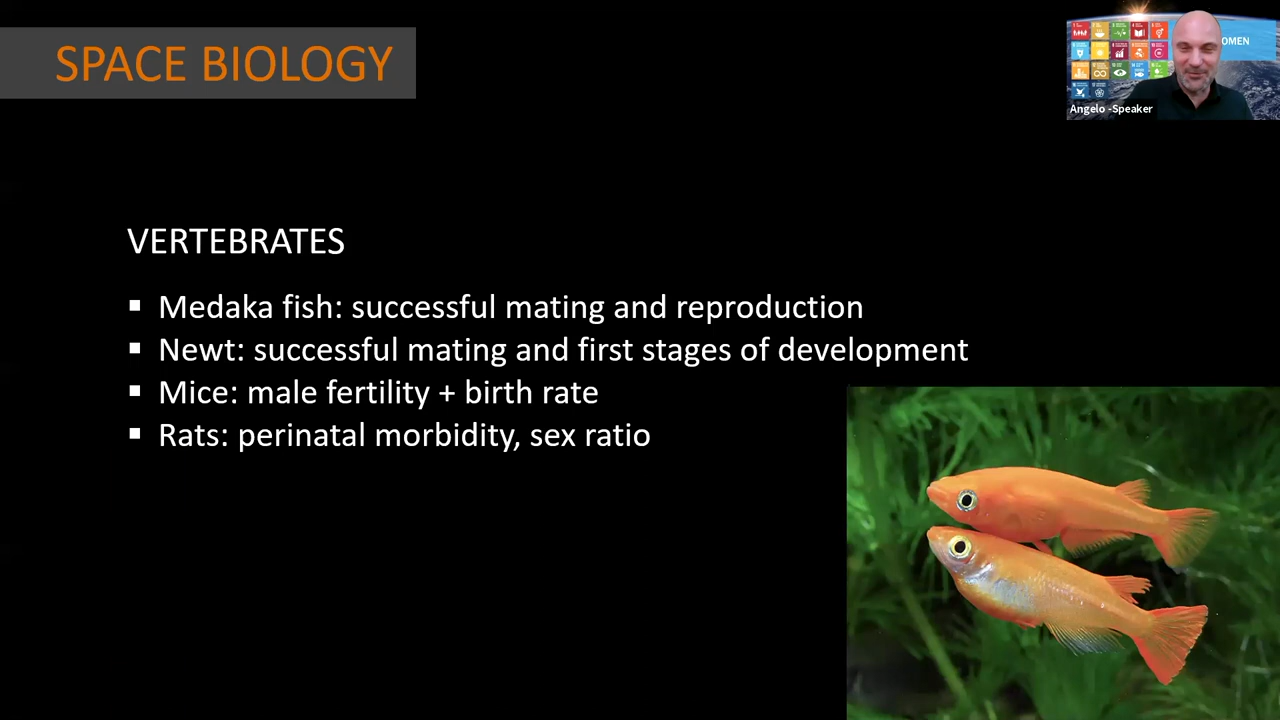 SPACE BIOLOGY
OMEN
Angelo -Speaker
VERTEBRATES
▪ Medaka fish: successful mating and reproduction
▪ Newt: successful mating and first stages of development
▪ Mice: male fertility + birth rate
▪ Rats: perinatal morbidity, sex ratio